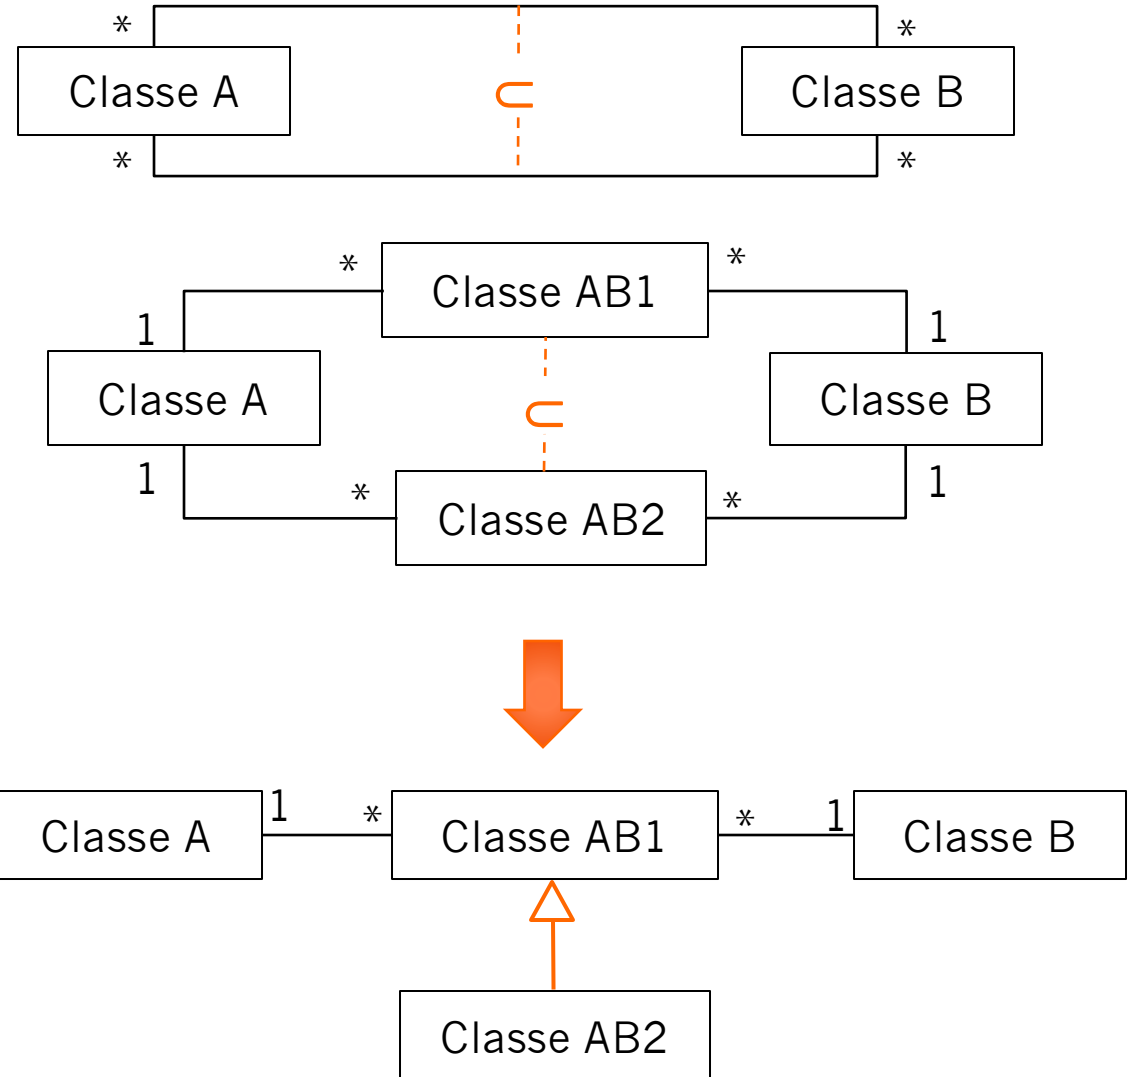 * *
Classe A ⊂ Classe B
* *
* Classe AB1 *
1 1
Classe A ⊂ Classe B
1 1
* Classe AB2 *
Classe A 1 * Classe AB1 * 1 Classe B
Classe AB2